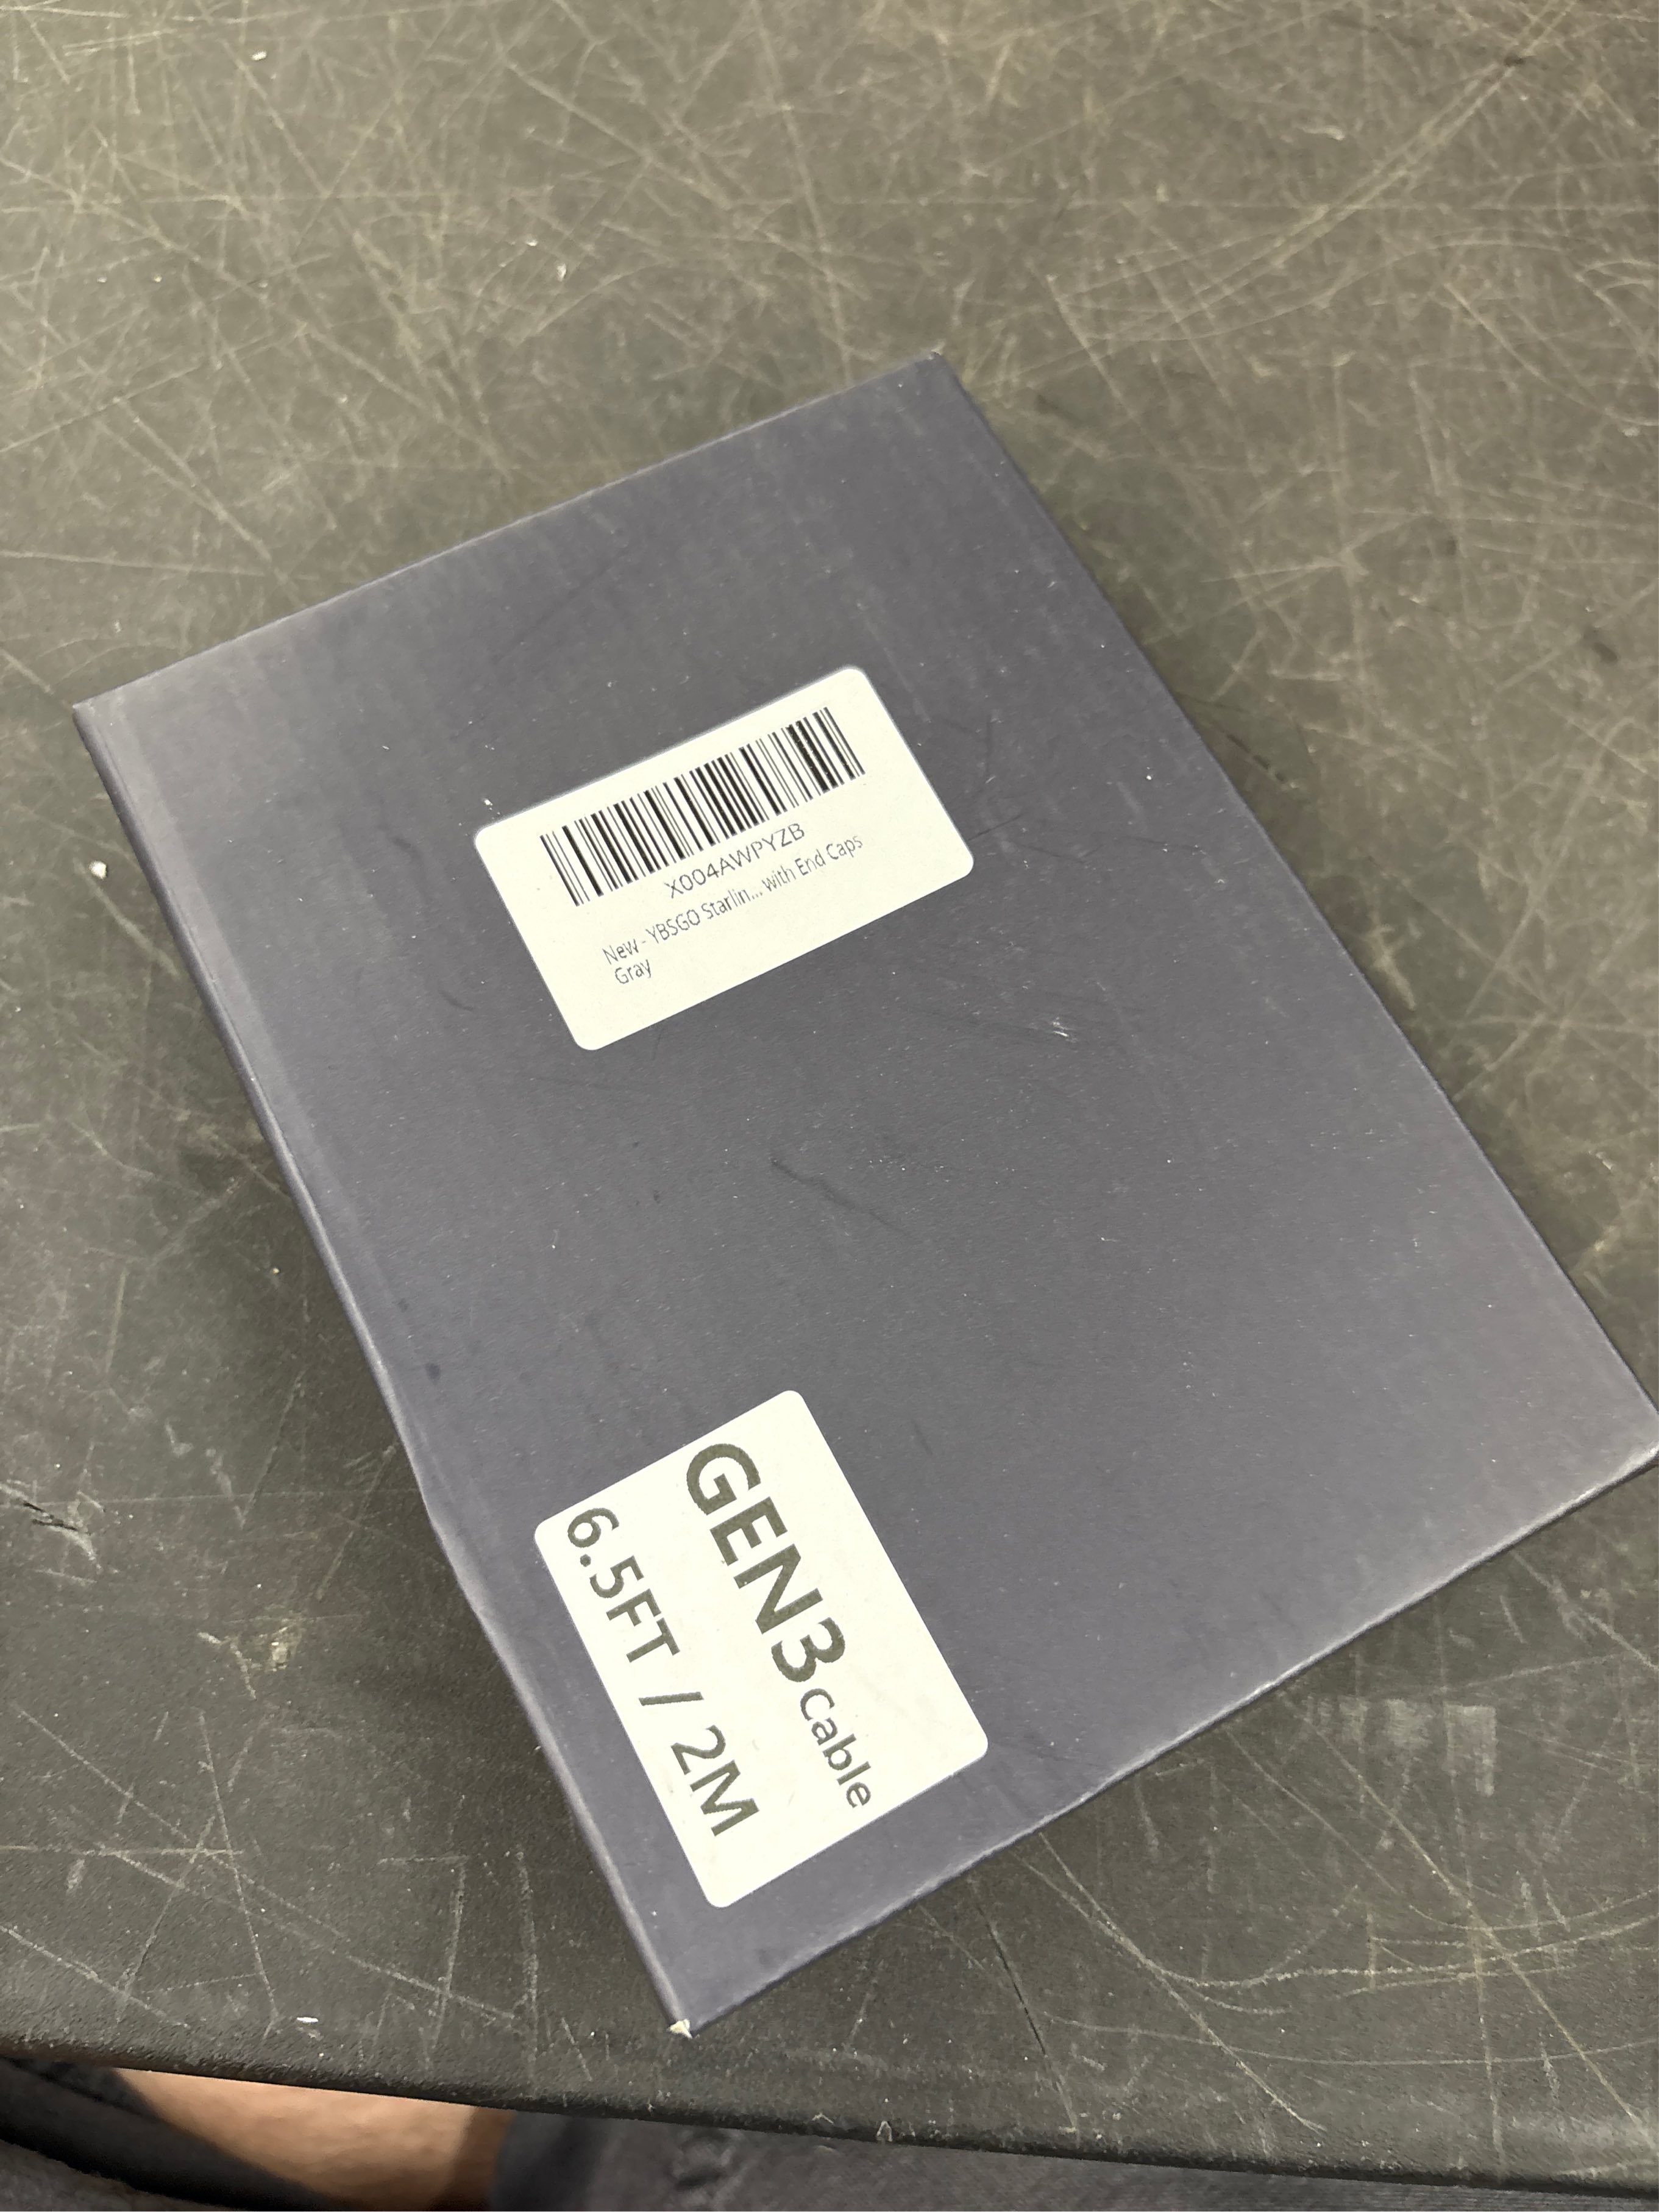 X004AWPYZB
New - YBSGO Starlin... with End Caps
Gray
GEN3 Cable
6.5FT / 2M